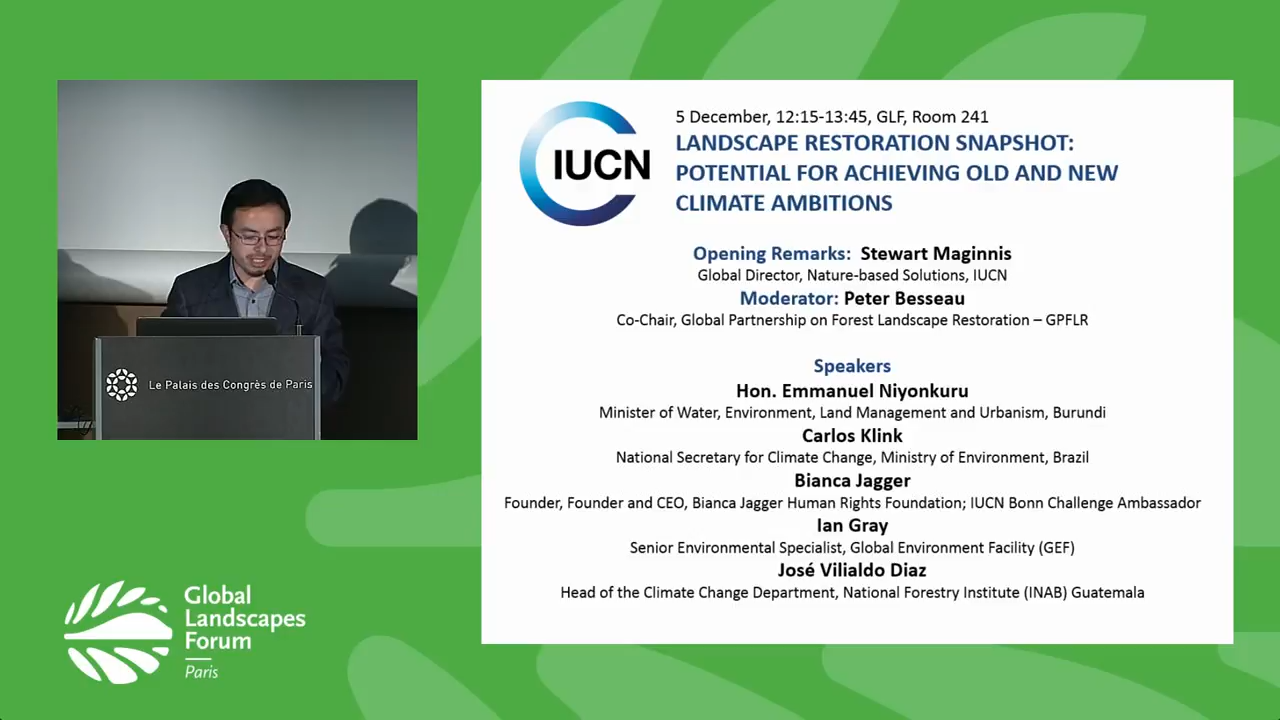 5 December, 12:15-13:45, GLF, Room 241
IUCN
LANDSCAPE RESTORATION SNAPSHOT:
POTENTIAL FOR ACHIEVING OLD AND NEW
CLIMATE AMBITIONS
Opening Remarks: Stewart Maginnis
Global Director, Nature-based Solutions, IUCN
Moderator: Peter Besseau
Co-Chair, Global Partnership on Forest Landscape Restoration – GPFLR
Speakers
Hon. Emmanuel Niyonkuru
Minister of Water, Environment, Land Management and Urbanism, Burundi
Carlos Klink
National Secretary for Climate Change, Ministry of Environment, Brazil
Bianca Jagger
Founder, Founder and CEO, Bianca Jagger Human Rights Foundation; IUCN Bonn Challenge Ambassador
Ian Gray
Senior Environmental Specialist, Global Environment Facility (GEF)
José Vilialdo Diaz
Head of the Climate Change Department, National Forestry Institute (INAB) Guatemala
Le Palais des Congrès de Paris
Global
Landscapes
Forum
Paris